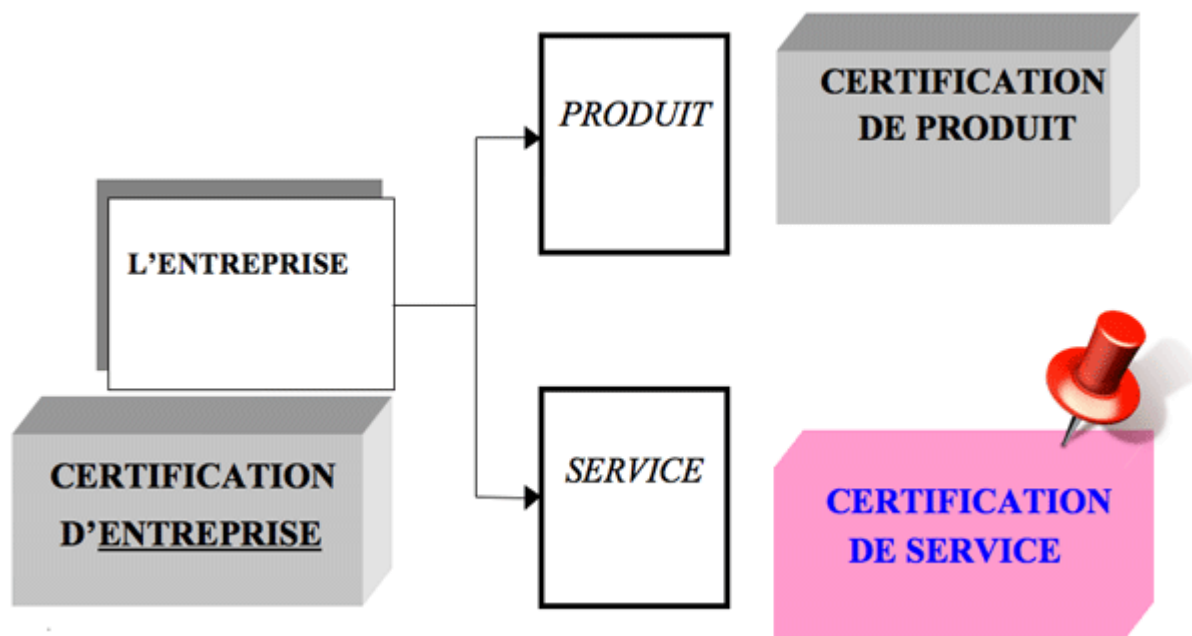 PRODUIT
CERTIFICATION
DE PRODUIT
L’ENTREPRISE
CERTIFICATION
D’ENTREPRISE
SERVICE
CERTIFICATION
DE SERVICE